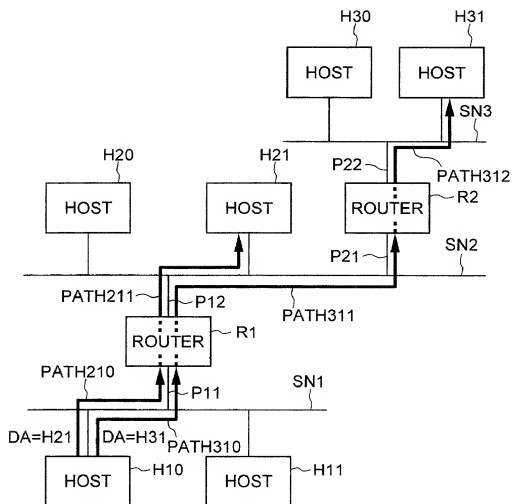 H30
H31
HOST
HOST
SN3
H20
H21
P22
PATH312
HOST
HOST
ROUTER
R2
P21
SN2
PATH211
P12
PATH311
ROUTER
R1
PATH210
P11
SN1
DA=H21
DA=H31
PATH310
HOST
H10
HOST
H11